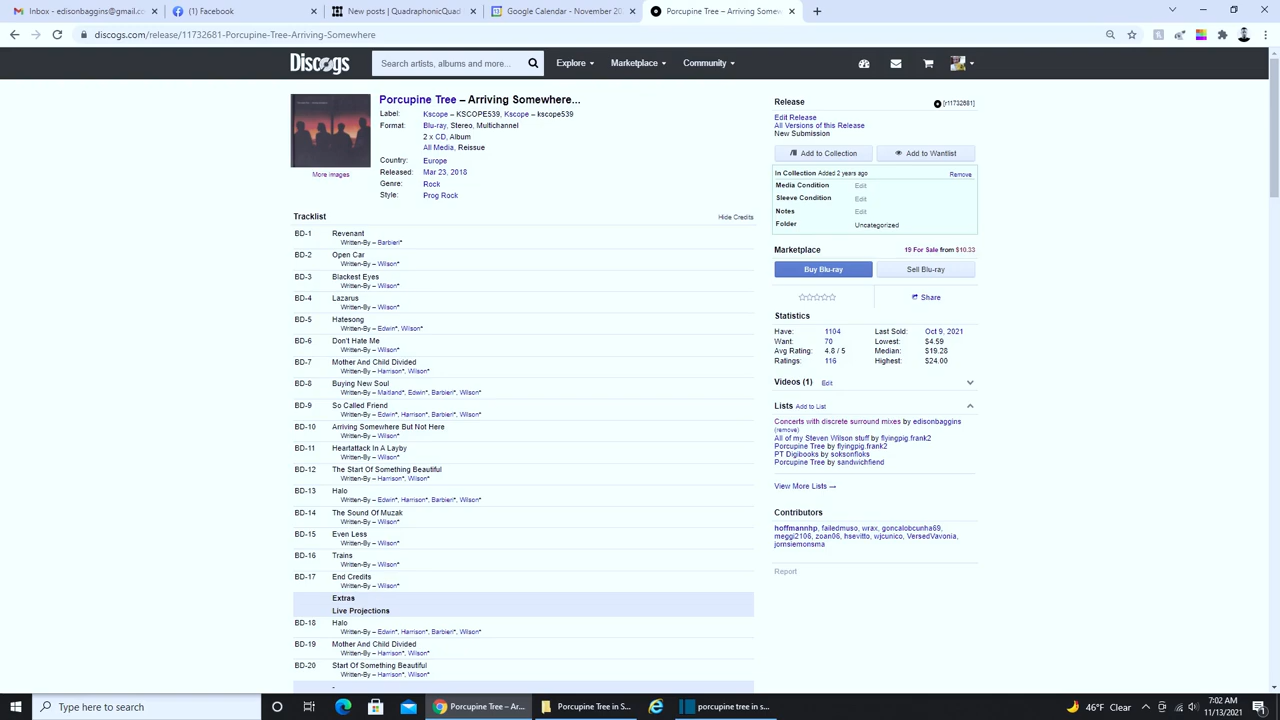 Inbox - edisonbaggins@gmail.c
(2) Facebook
PorcupineTree - PorcaphonicQuad
Google Calendar - November 20
Porcupine Tree – Arriving Somew
discogs.com/release/11732681-Porcupine-Tree-Arriving-Somewhere
Discogs
Search artists, albums and more...
Explore
Marketplace
Community
Porcupine Tree – Arriving Somewhere...
Label: Kscope – KSCOPE539, Kscope – kscope539
Format: Blu-ray, Stereo, Multichannel
2 x CD, Album
All Media, Reissue
Country: Europe
Released: Mar 23, 2018
Genre: Rock
Style: Prog Rock
More images
Tracklist
Hide Credits
BD-1 Revenant
Written-By – Barbieri*
BD-2 Open Car
Written-By – Wilson*
BD-3 Blackest Eyes
Written-By – Wilson*
BD-4 Lazarus
Written-By – Wilson*
BD-5 Hatesong
Written-By – Edwin*, Wilson*
BD-6 Don't Hate Me
Written-By – Wilson*
BD-7 Mother And Child Divided
Written-By – Harrison*, Wilson*
BD-8 Buying New Soul
Written-By – Maitland*, Edwin*, Barbieri*, Wilson*
BD-9 So Called Friend
Written-By – Edwin*, Harrison*, Barbieri*, Wilson*
BD-10 Arriving Somewhere But Not Here
Written-By – Wilson*
BD-11 Heartattack In A Layby
Written-By – Wilson*
BD-12 The Start Of Something Beautiful
Written-By – Harrison*, Wilson*
BD-13 Halo
Written-By – Edwin*, Harrison*, Barbieri*, Wilson*
BD-14 The Sound Of Muzak
Written-By – Wilson*
BD-15 Even Less
Written-By – Wilson*
BD-16 Trains
Written-By – Wilson*
BD-17 End Credits
Written-By – Wilson*
Extras
Live Projections
BD-18 Halo
Written-By – Edwin*, Harrison*, Barbieri*, Wilson*
BD-19 Mother And Child Divided
Written-By – Harrison*, Wilson*
BD-20 Start Of Something Beautiful
Written-By – Harrison*, Wilson*
-
Release
[r11732681]
Edit Release
All Versions of this Release
New Submission
Add to Collection
Add to Wantlist
In Collection Added 2 years ago
Remove
Media Condition Edit
Sleeve Condition Edit
Notes Edit
Folder Uncategorized
Marketplace
19 For Sale from $10.33
Buy Blu-ray
Sell Blu-ray
Share
Statistics
Have: 1104 Last Sold: Oct 9, 2021
Want: 70 Lowest: $4.59
Avg Rating: 4.8 / 5 Median: $19.28
Ratings: 116 Highest: $24.00
Videos (1) Edit
Lists Add to List
Concerts with discrete surround mixes by edisonbaggins
(remove)
All of my Steven Wilson stuff by flyingpig.frank2
Porcupine Tree by flyingpig.frank2
PT Digibooks by soksonfloks
Porcupine Tree by sandwichfiend
View More Lists →
Contributors
hoffmannhp, failedmuso, wrax, goncalobcunha69,
meggi2106, zoan06, hsevitto, wjcunico, VersedVavonia,
jornsiemonsma
Report
Type here to search
Porcupine Tree – Ar...
Porcupine Tree in S...
porcupine tree in s...
46°F Clear
7:02 AM
11/13/2021
1